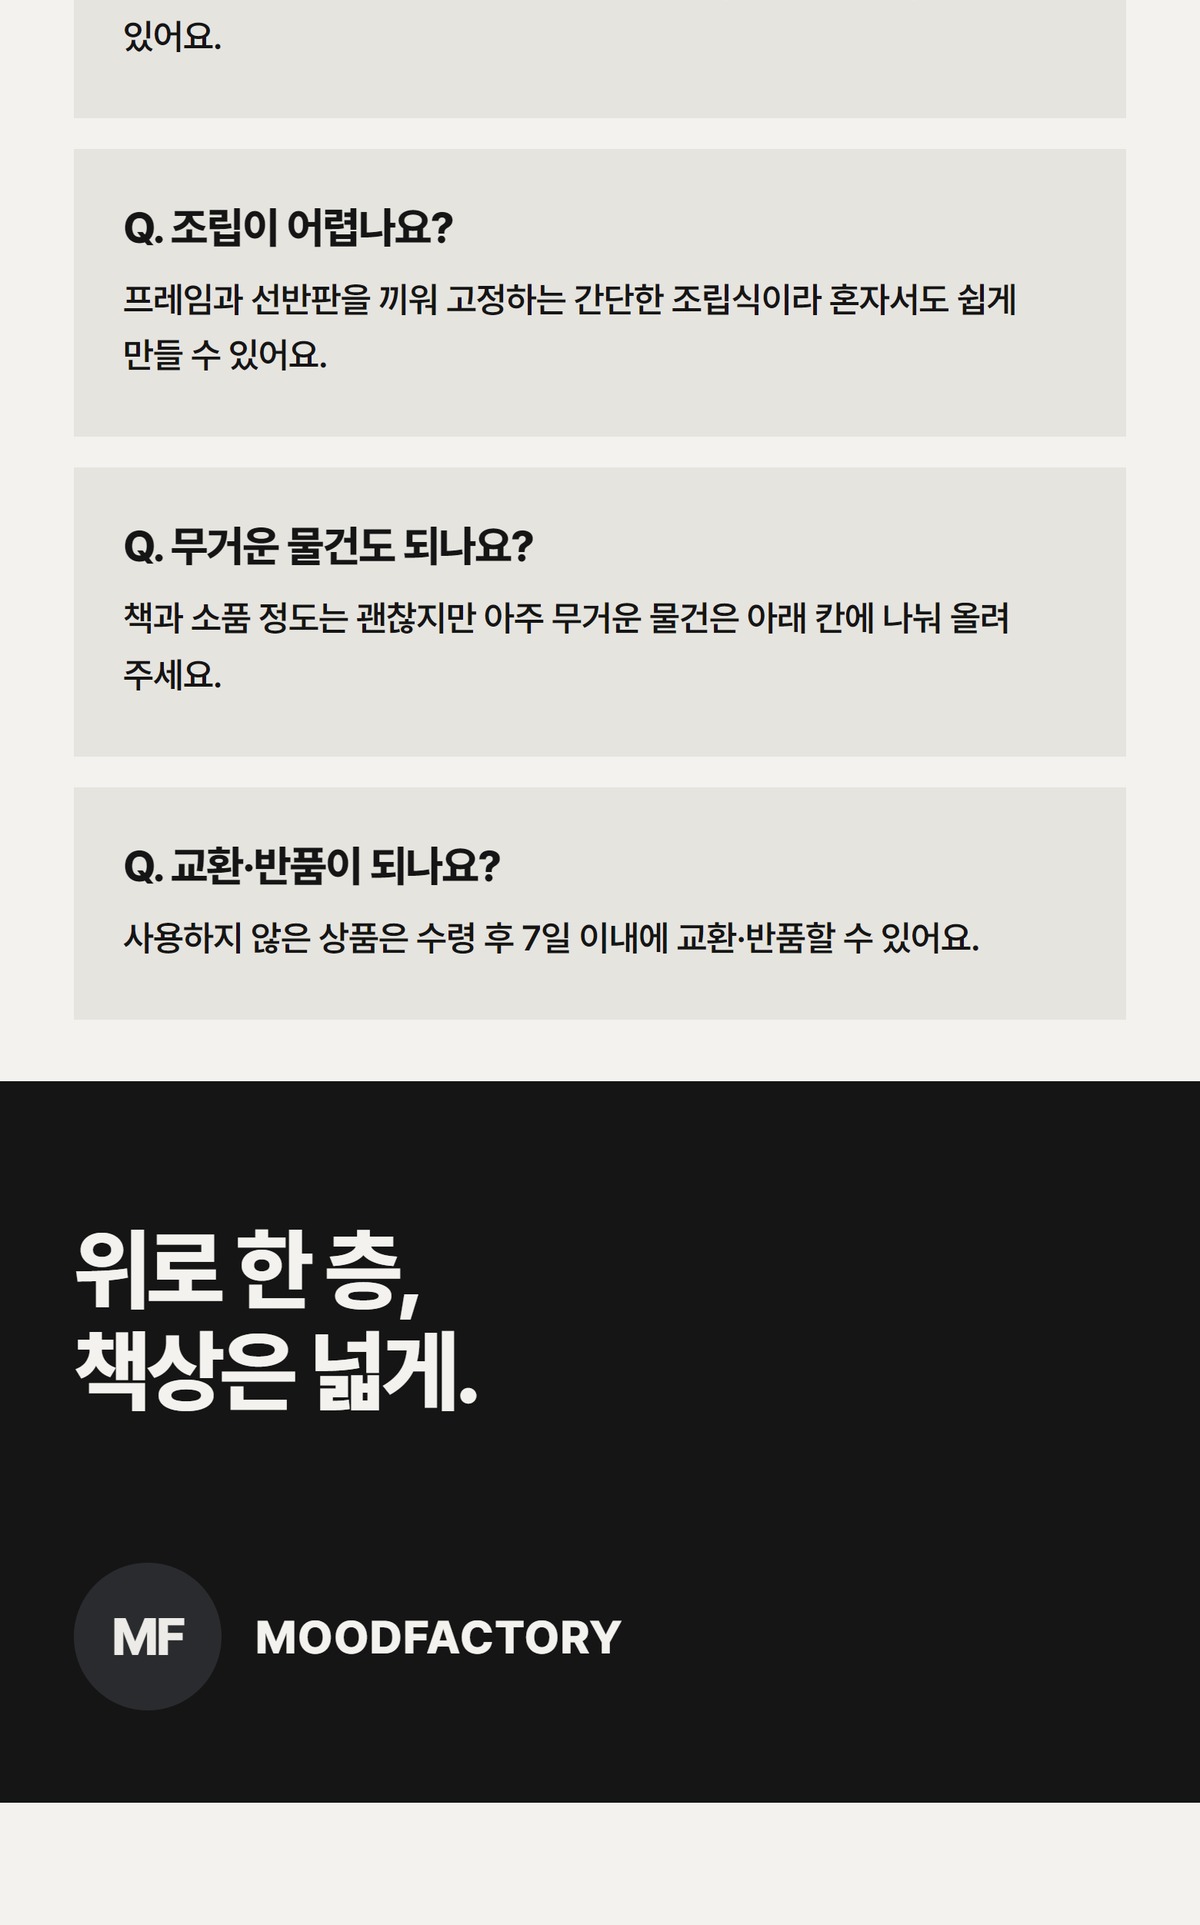 있어요.
Q. 조립이 어렵나요?
프레임과 선반판을 끼워 고정하는 간단한 조립식이라 혼자서도 쉽게
만들 수 있어요.
Q. 무거운 물건도 되나요?
책과 소품 정도는 괜찮지만 아주 무거운 물건은 아래 칸에 나눠 올려
주세요.
Q. 교환·반품이 되나요?
사용하지 않은 상품은 수령 후 7일 이내에 교환·반품할 수 있어요.
위로 한 층,
책상은 넓게.
MF
MOODFACTORY